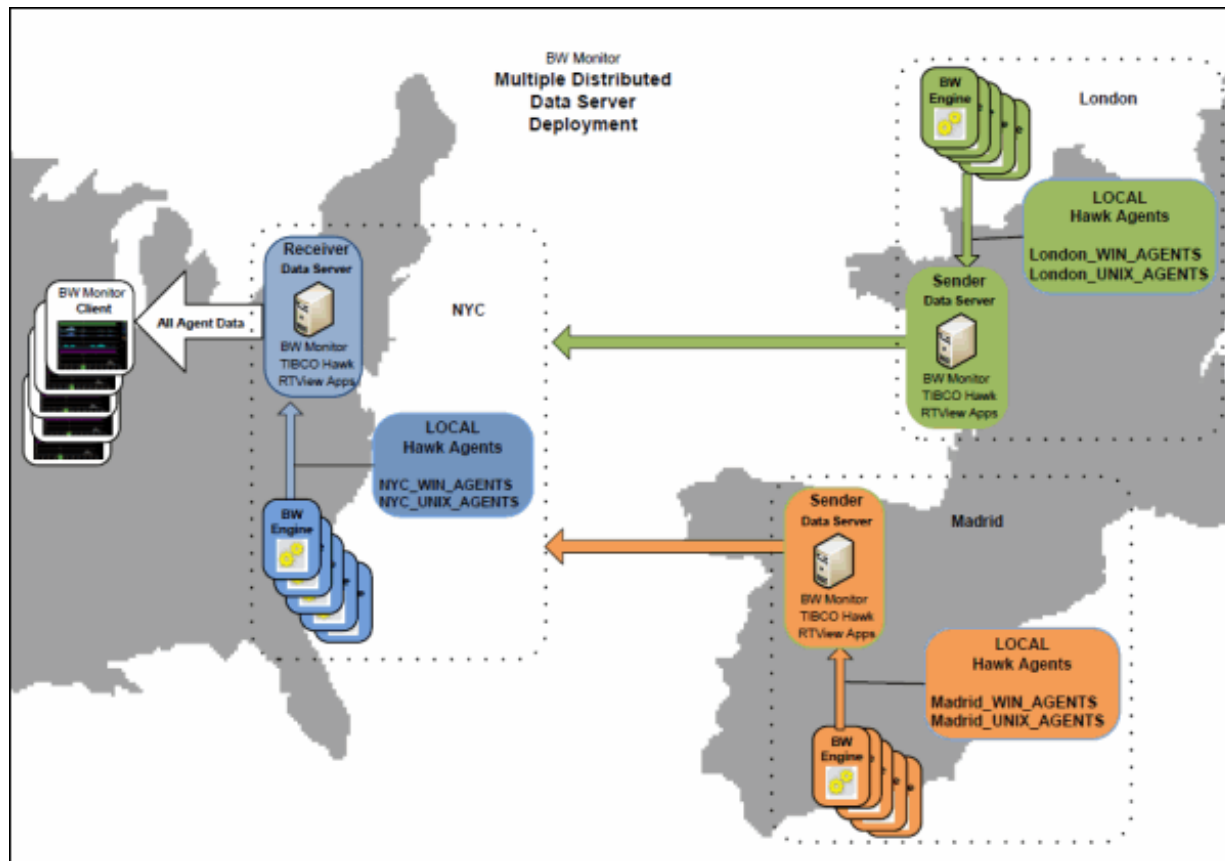 BW Monitor
Multiple Distributed
Data Server
Deployment
BW
Engine
e
e
London
LOCAL
Hawk Agents
London_WIN_AGENTS
London_UNIX_AGENTS
Sender
Data Server
BW Monitor
TIBCO Hawk
RTView Apps
Receiver
Data Server
BW Monitor
TIBCO Hawk
RTView Apps
NYC
BW Monitor
Client
All Agent Data
LOCAL
Hawk Agents
NYC_WIN_AGENTS
NYC_UNIX_AGENTS
BW
Engine
e
e
e
Sender
Data Server
BW Monitor
TIBCO Hawk
RTView Apps
Madrid
LOCAL
Hawk Agents
Madrid_WIN_AGENTS
Madrid_UNIX_AGENTS
BW
Engine
e
e
e